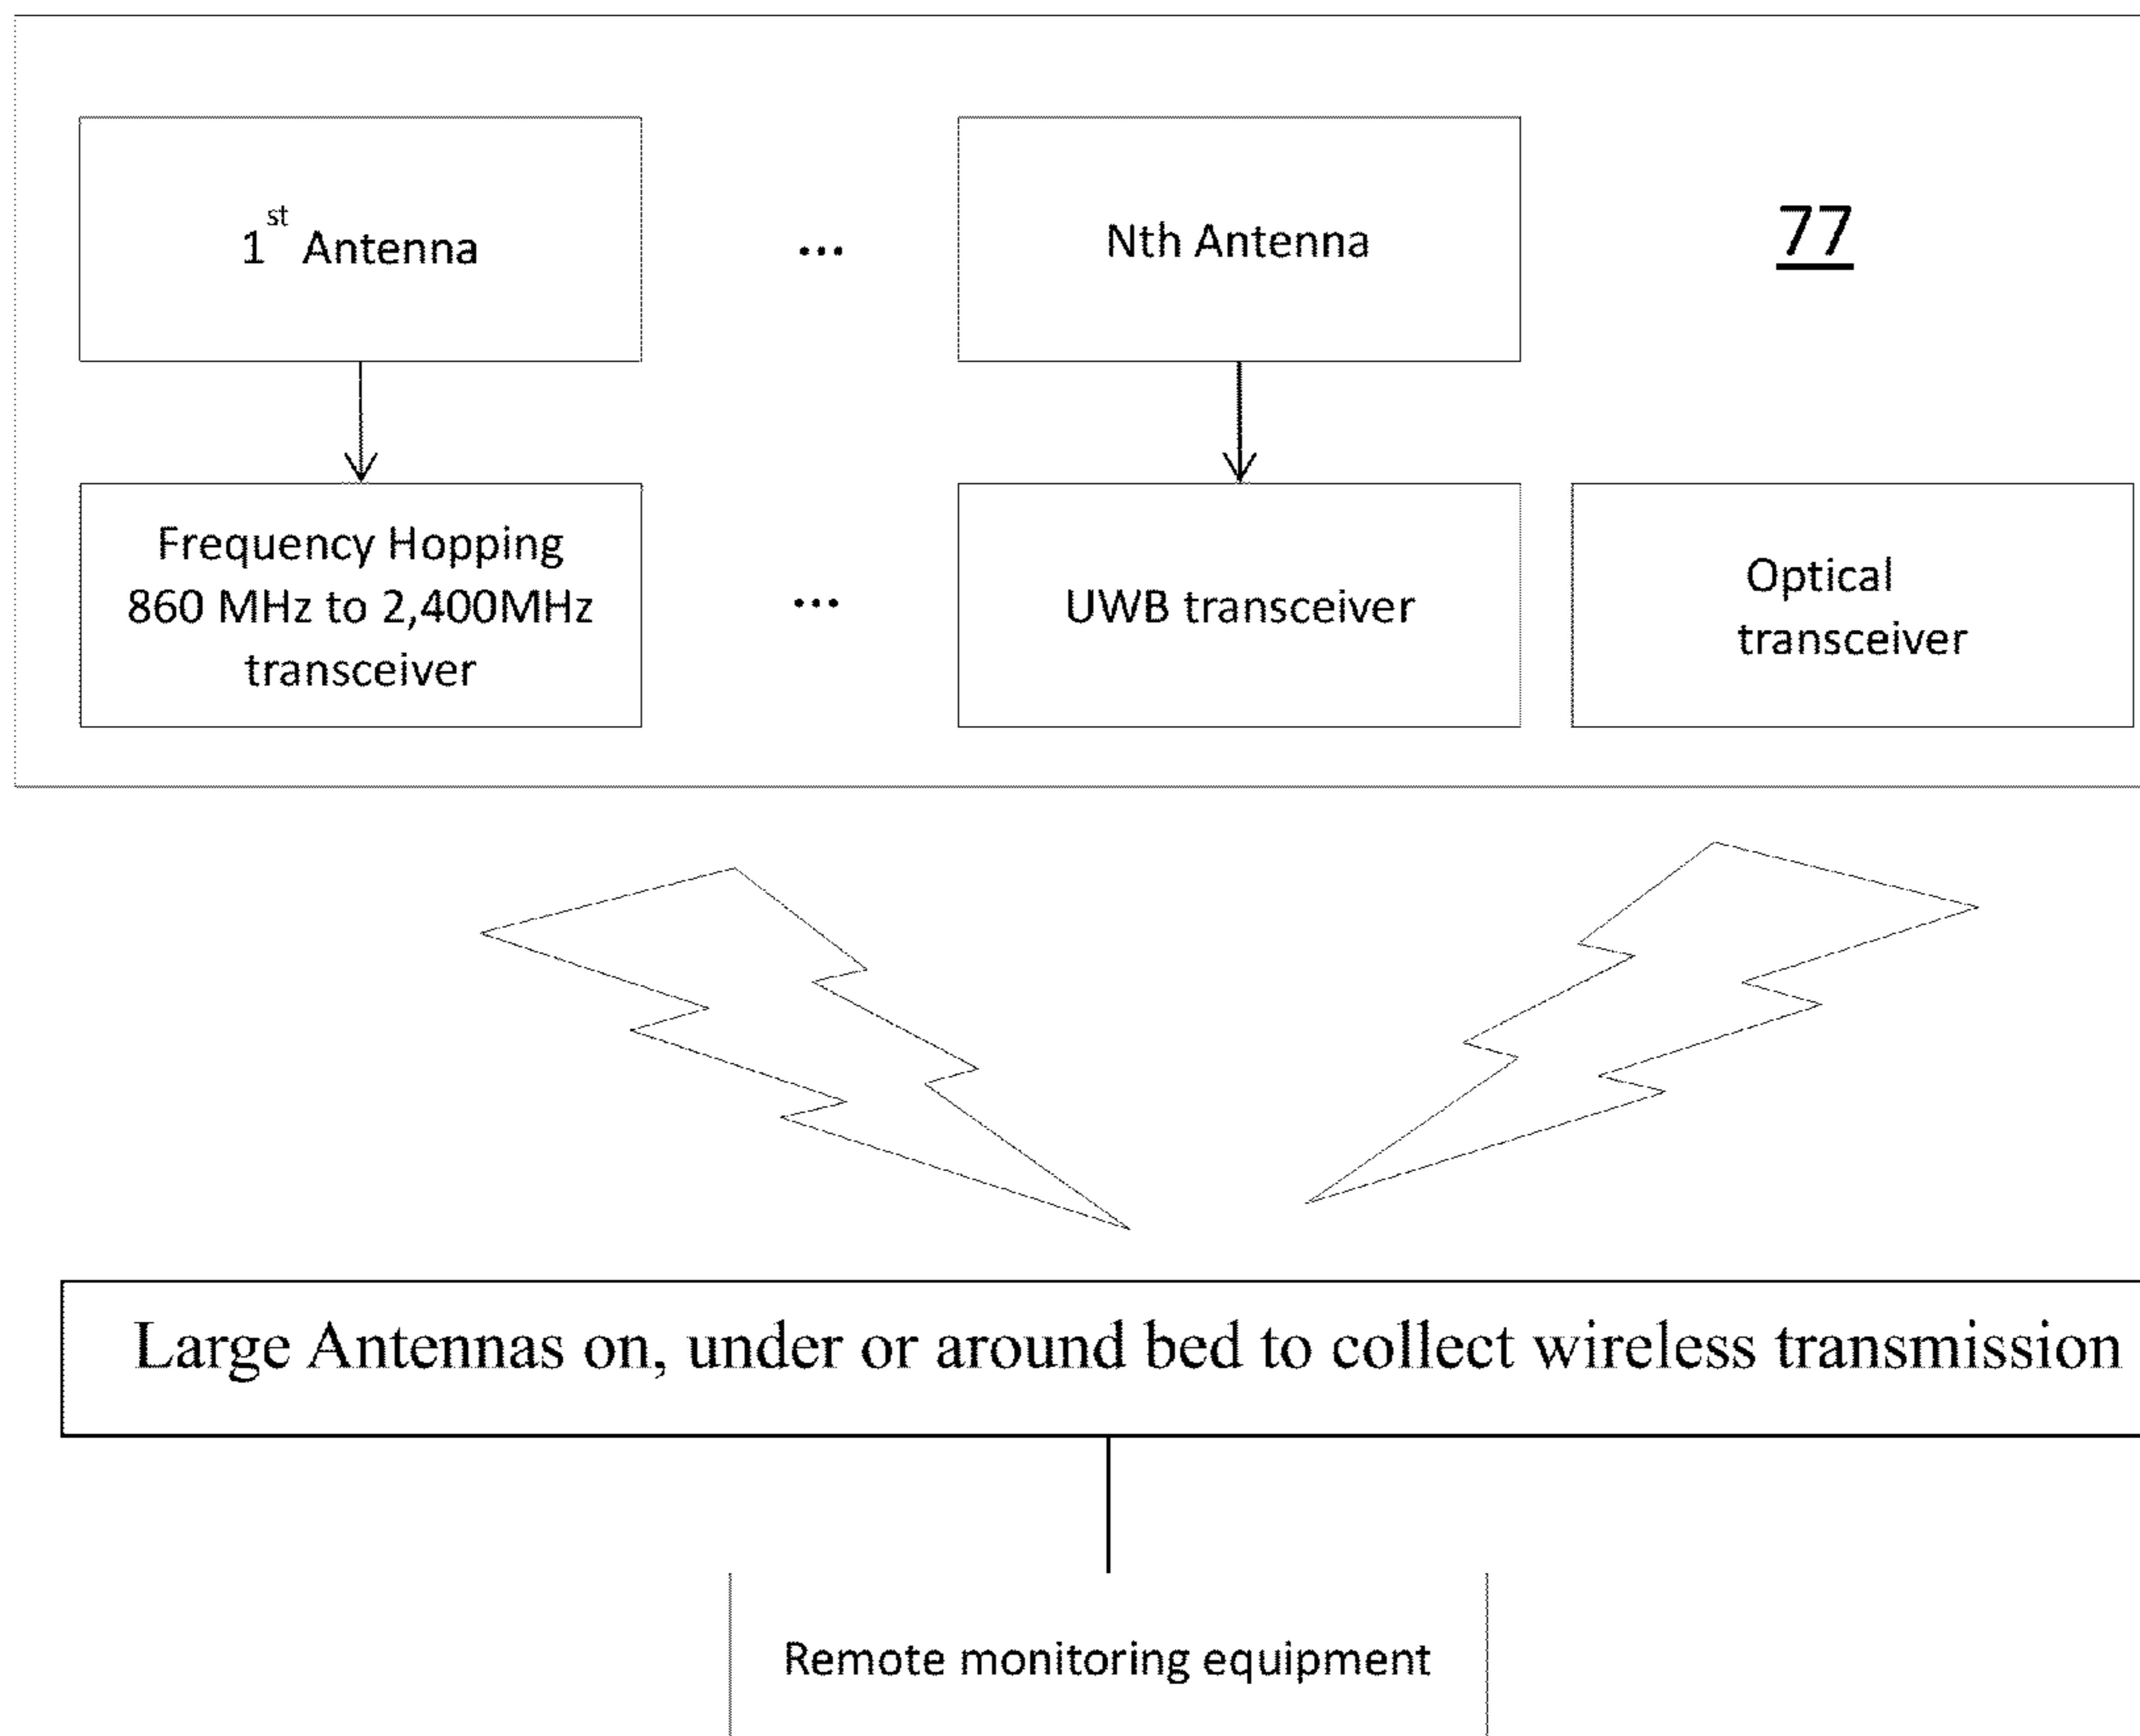 1st Antenna
...
Nth Antenna
77
Frequency Hopping
860 MHz to 2,400MHz
transceiver
...
UWB transceiver
Optical
transceiver
Large Antennas on, under or around bed to collect wireless transmission
Remote monitoring equipment